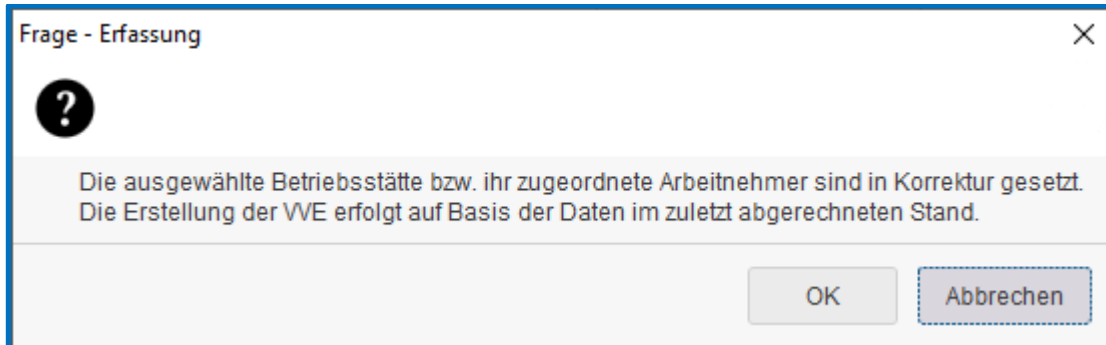 Frage - Erfassung
?
Die ausgewählte Betriebsstätte bzw. ihr zugeordnete Arbeitnehmer sind in Korrektur gesetzt.
Die Erstellung der VVE erfolgt auf Basis der Daten im zuletzt abgerechneten Stand.
OK
Abbrechen